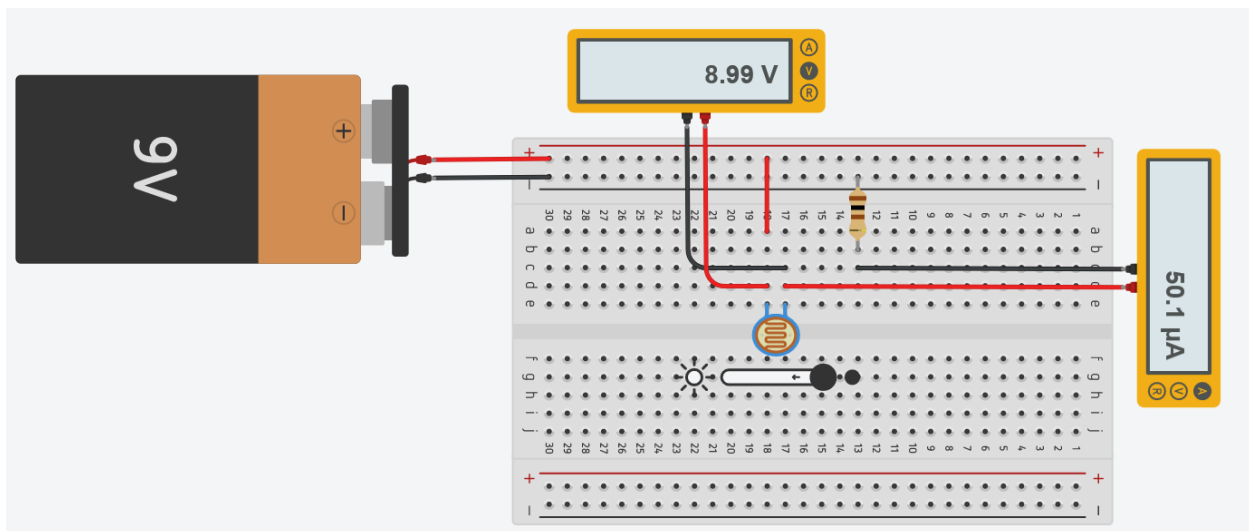 9V
+
−
8.99 V
A
V
R
+ +
− −
30 29 28 27 26 25 24 23 22 21 20 19 18 17 16 15 14 13 12 11 10 9 8 7 6 5 4 3 2 1
a a
b b
c
d d
e e
f f
g g
h h
i i
j j
30 29 28 27 26 25 24 23 22 21 20 19 18 17 16 15 14 13 12 11 10 9 8 7 6 5 4 3 2 1
+ +
− −
50.1 µA
R V A